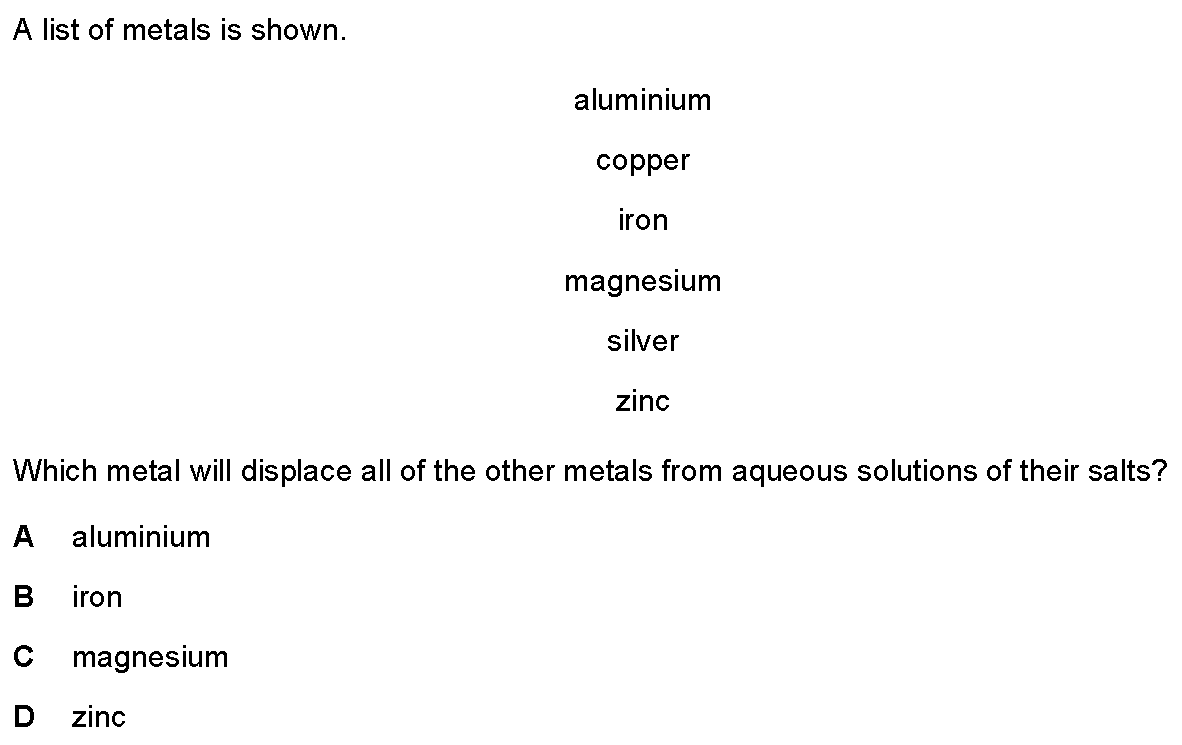 A list of metals is shown.
aluminium
copper
iron
magnesium
silver
zinc
Which metal will displace all of the other metals from aqueous solutions of their salts?
A aluminium
B iron
C magnesium
D zinc